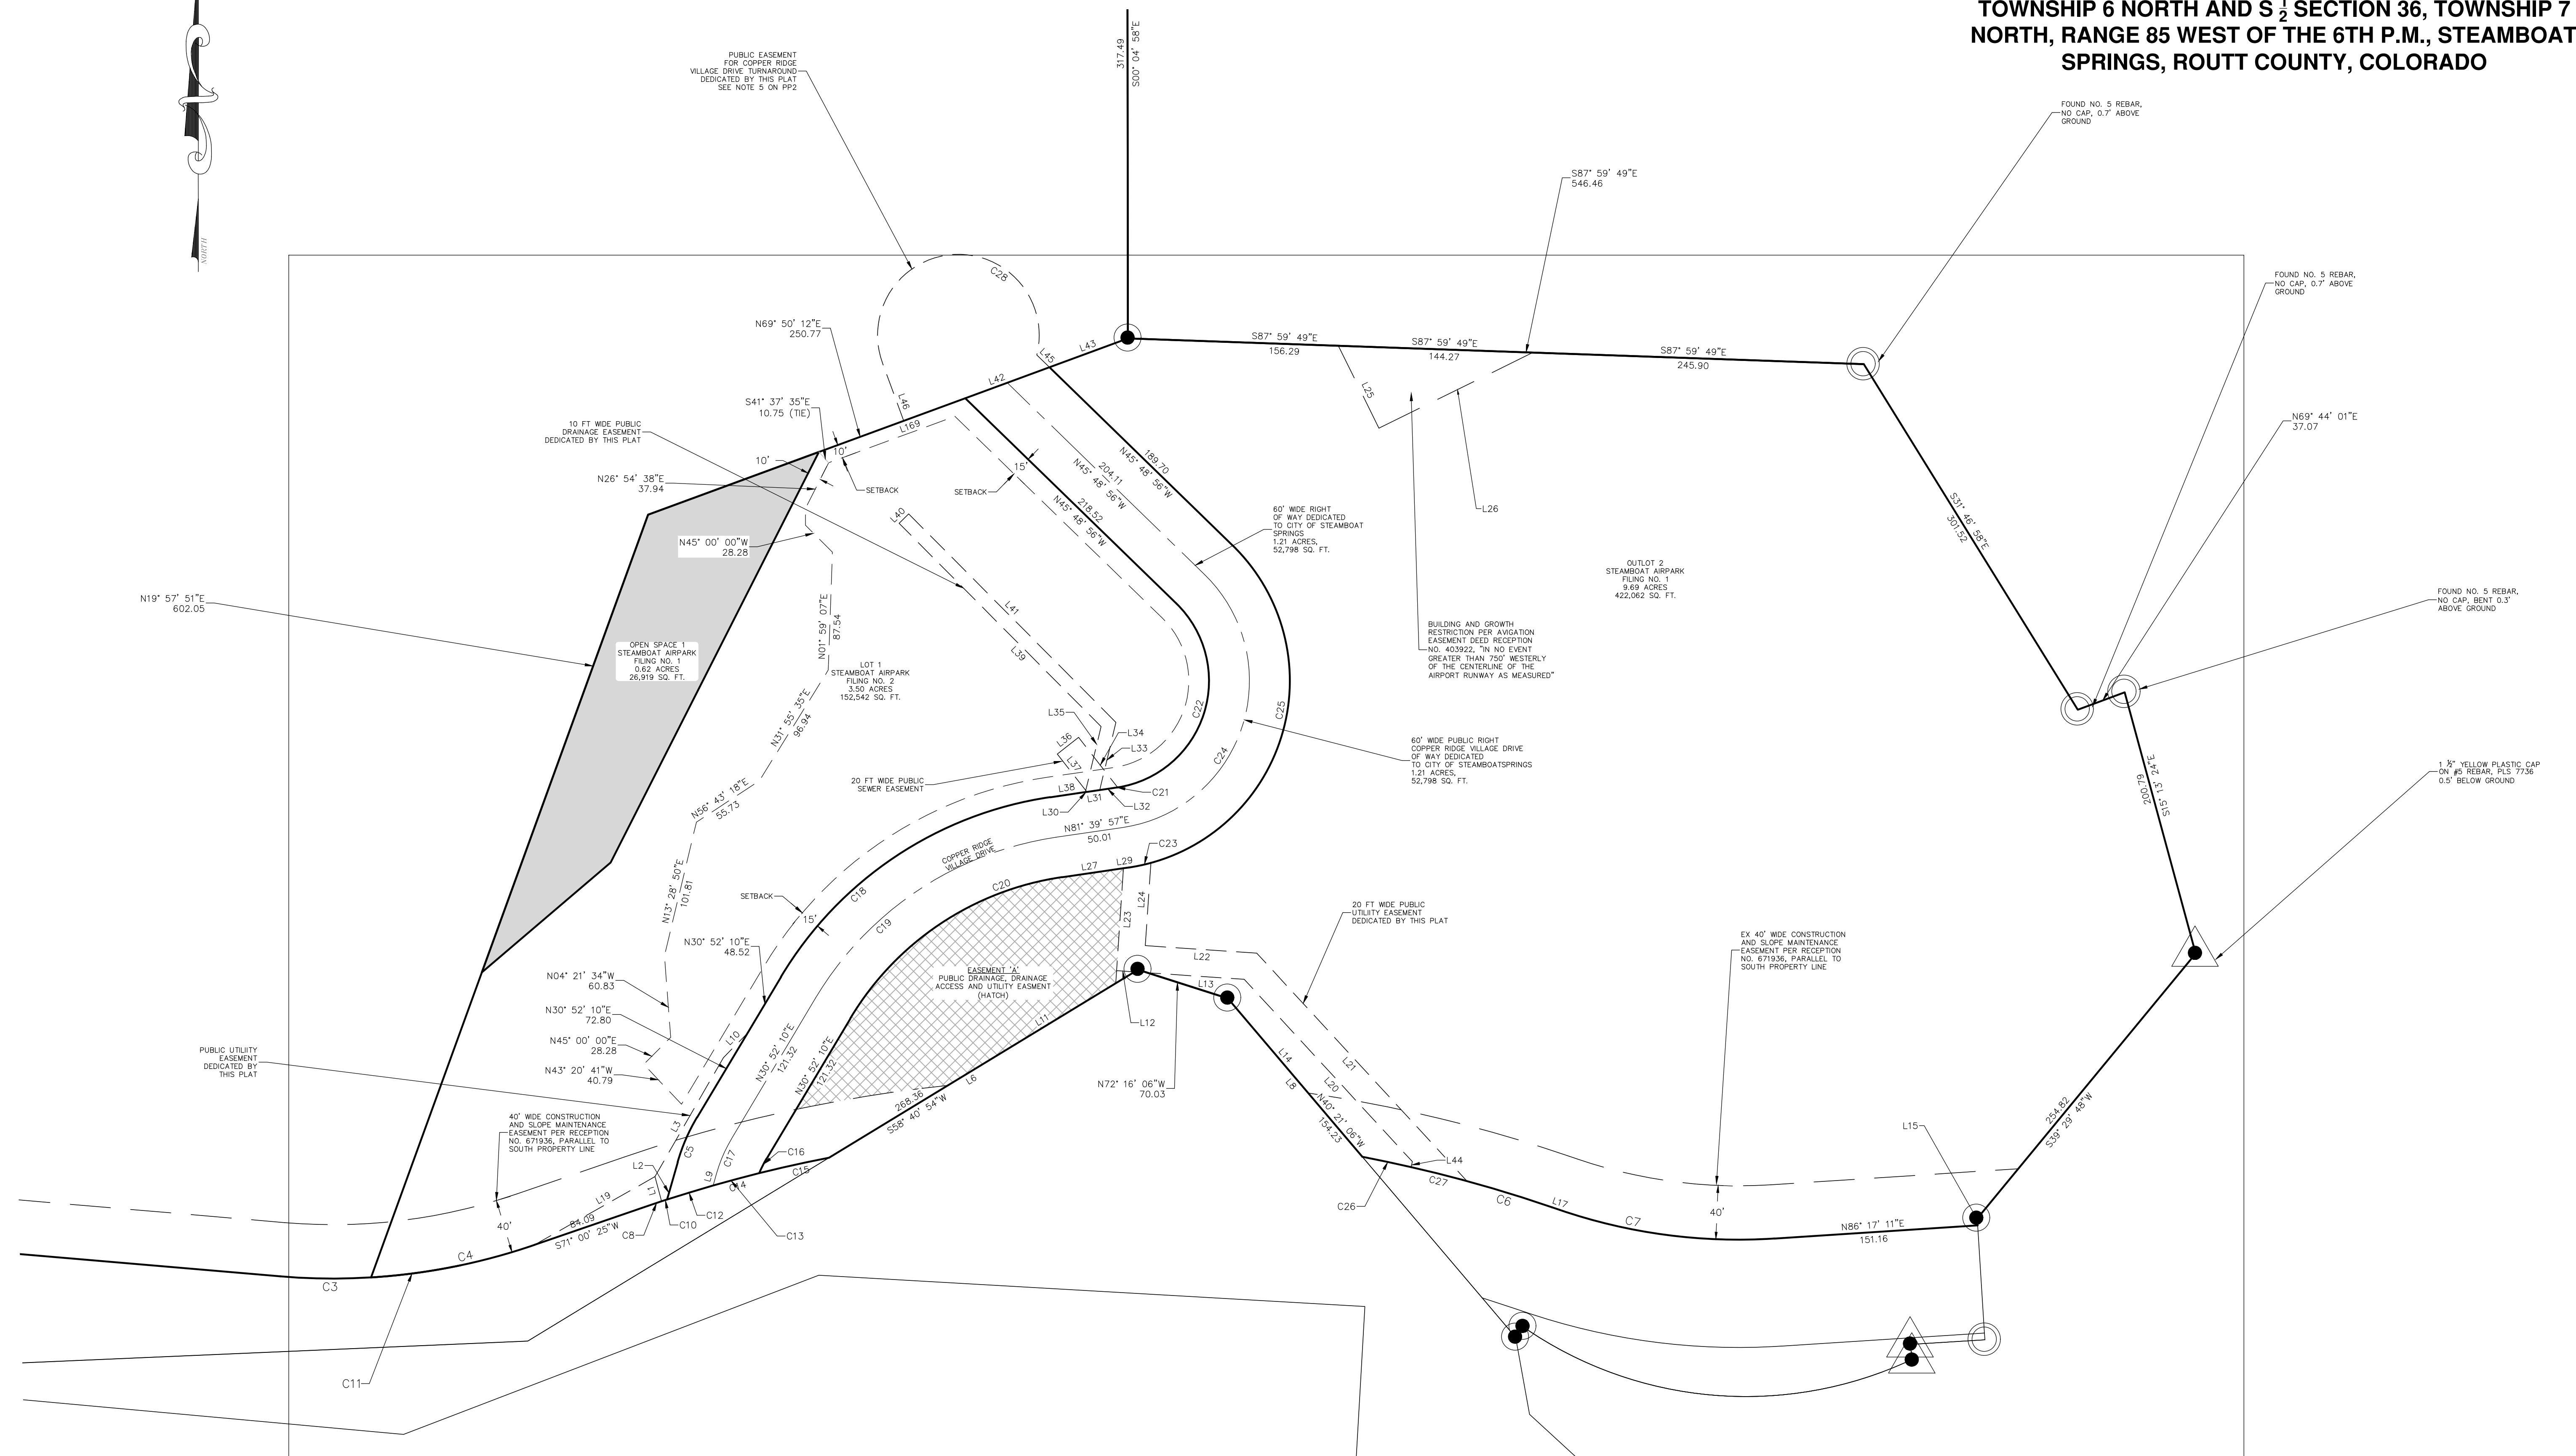 TOWNSHIP 6 NORTH AND S 1/2 SECTION 36, TOWNSHIP 7
NORTH, RANGE 85 WEST OF THE 6TH P.M., STEAMBOAT
SPRINGS, ROUTT COUNTY, COLORADO
NORTH
PUBLIC EASEMENT
FOR COPPER RIDGE
VILLAGE DRIVE TURNAROUND
DEDICATED BY THIS PLAT
SEE NOTE 5 ON PP2
317.49
S00° 04' 58"E
FOUND NO. 5 REBAR,
NO CAP, 0.7' ABOVE
GROUND
S87° 59' 49"E
546.46
FOUND NO. 5 REBAR,
NO CAP, 0.7' ABOVE
GROUND
C28
N69° 50' 12"E
250.77
L45
L43
S87° 59' 49"E
156.29
S87° 59' 49"E
144.27
S87° 59' 49"E
245.90
L42
L46
L25
S41° 37' 35"E
10.75 (TIE)
L169
N69° 44' 01"E
37.07
10 FT WIDE PUBLIC
DRAINAGE EASEMENT
DEDICATED BY THIS PLAT
10'
10'
15'
SETBACK
SETBACK
N26° 54' 38"E
37.94
189.70
N45° 48' 56"W
204.11
N45° 48' 56"W
218.52
N45° 48' 56"W
L26
60' WIDE RIGHT
OF WAY DEDICATED
TO CITY OF STEAMBOAT
SPRINGS
1.21 ACRES,
52,798 SQ. FT.
S31° 46' 58"E
301.52
L40
N45° 00' 00"W
28.28
OUTLOT 2
STEAMBOAT AIRPARK
FILING NO. 1
9.69 ACRES
422,062 SQ. FT.
N19° 57' 51"E
602.05
FOUND NO. 5 REBAR,
NO CAP, BENT 0.3'
ABOVE GROUND
N01° 59' 07"E
87.54
L41
L39
BUILDING AND GROWTH
RESTRICTION PER AVIGATION
EASEMENT DEED RECEPTION
NO. 403922, "IN NO EVENT
GREATER THAN 750' WESTERLY
OF THE CENTERLINE OF THE
AIRPORT RUNWAY AS MEASURED"
OPEN SPACE 1
STEAMBOAT AIRPARK
FILING NO. 1
0.62 ACRES
26,919 SQ. FT.
LOT 1
STEAMBOAT AIRPARK
FILING NO. 2
3.50 ACRES
152,542 SQ. FT.
N31° 55' 35"E
96.94
C22
C25
C24
L35
L34
L36
L33
L37
60' WIDE PUBLIC RIGHT
COPPER RIDGE VILLAGE DRIVE
OF WAY DEDICATED
TO CITY OF STEAMBOATSPRINGS
1.21 ACRES,
52,798 SQ. FT.
S15° 13' 24"E
200.79
1 ½" YELLOW PLASTIC CAP
ON #5 REBAR, PLS 7736
0.5' BELOW GROUND
20 FT WIDE PUBLIC
SEWER EASEMENT
L38
L31
C21
L30
L32
N56° 43' 18"E
55.73
N81° 39' 57"E
50.01
COPPER RIDGE
VILLAGE DRIVE
C23
L27
L29
C20
C18
C19
SETBACK
15'
L23
L24
N13° 28' 50"E
101.81
20 FT WIDE PUBLIC
UTILIITY EASEMENT
DEDICATED BY THIS PLAT
N30° 52' 10"E
48.52
EX 40' WIDE CONSTRUCTION
AND SLOPE MAINTENANCE
EASEMENT PER RECEPTION
NO. 671936, PARALLEL TO
SOUTH PROPERTY LINE
L22
EASEMENT 'A'
PUBLIC DRAINAGE, DRAINAGE
ACCESS AND UTILITY EASMENT
(HATCH)
N04° 21' 34"W
60.83
L13
N30° 52' 10"E
72.80
L11
L12
L10
N45° 00' 00"E
28.28
N43° 20' 41"W
40.79
PUBLIC UTILIITY
EASEMENT
DEDICATED BY
THIS PLAT
N30° 52' 10"E
121.32
N30° 52' 10"E
121.32
L6
268.36
S58° 40' 54"W
N72° 16' 06"W
70.03
L14
L8
L20
L21
N40° 21' 06"W
154.23
254.82
S39° 29' 48"W
40' WIDE CONSTRUCTION
AND SLOPE MAINTENANCE
EASEMENT PER RECEPTION
NO. 671936, PARALLEL TO
SOUTH PROPERTY LINE
L3
C5
L15
C16
C17
L2
L44
L9
C15
C14
L7
L19
C26
C27
C6
L17
C7
40'
40'
84.09
S71° 00' 25"W
C8
C10
C12
C13
N86° 17' 11"E
151.16
C4
C3
C11